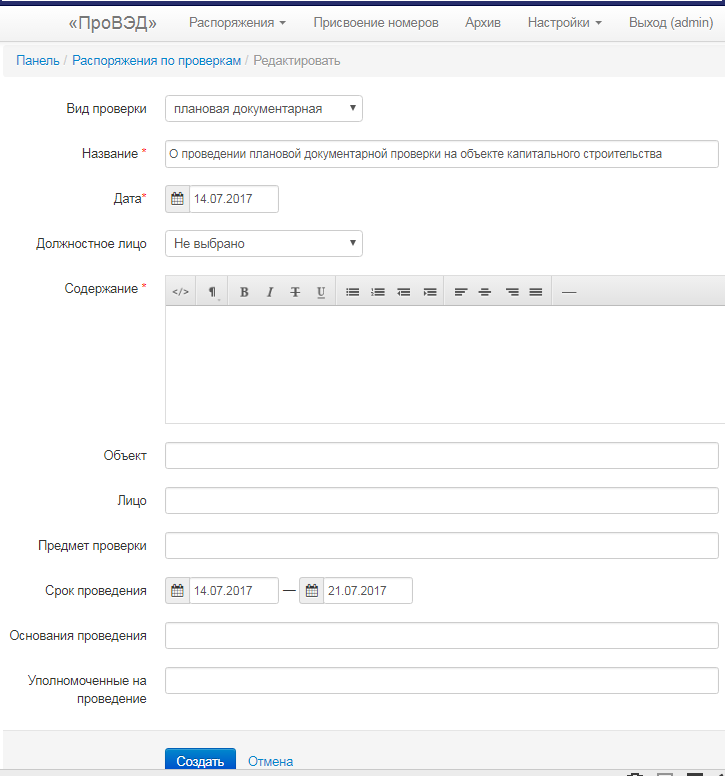 «ПроВЭД» Распоряжения Присвоение номеров Архив Настройки Выход (admin)
Панель / Распоряжения по проверкам / Редактировать
Вид проверки плановая документарная
Название * О проведении плановой документарной проверки на объекте капитального строительства
Дата* 14.07.2017
Должностное лицо Не выбрано
Содержание * </> ¶ B I T U
Объект
Лицо
Предмет проверки
Срок проведения 14.07.2017 — 21.07.2017
Основания проведения
Уполномоченные на
проведение
Создать Отмена